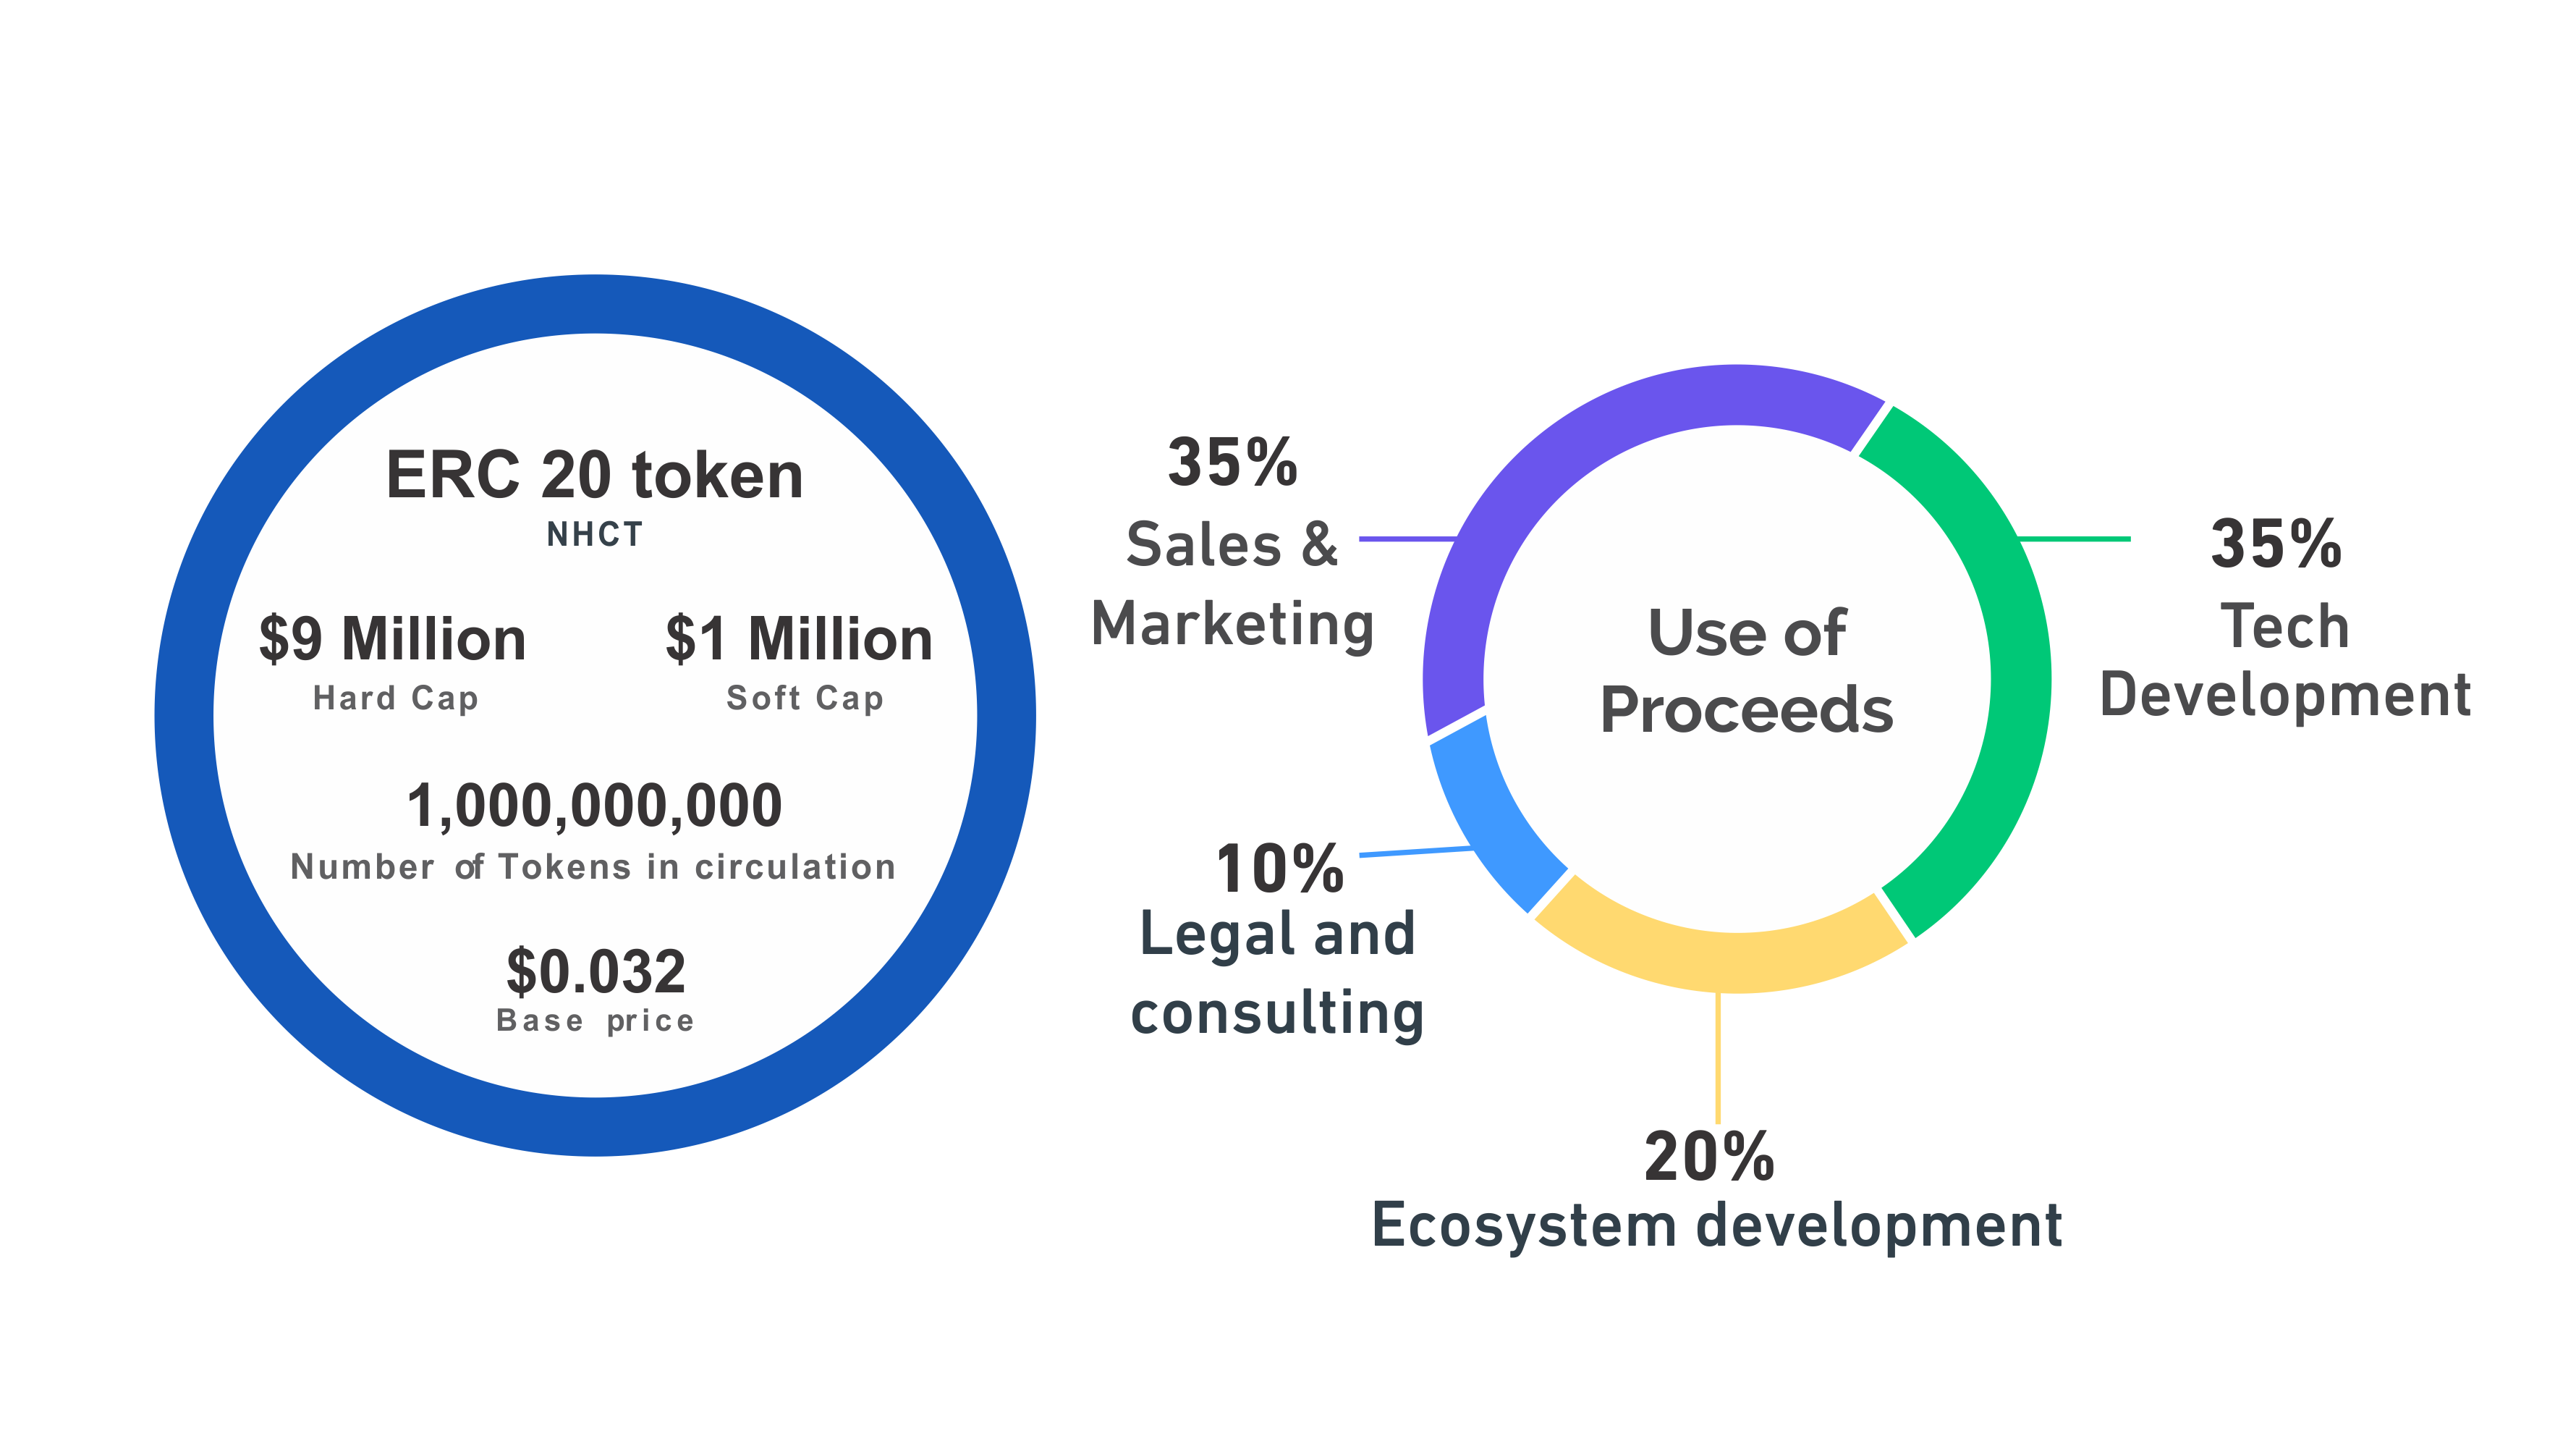 ERC 20 token
NHCT
$9 Million
Hard Cap
$1 Million
Soft Cap
1,000,000,000
Number of Tokens in circulation
$0.032
Base price
35%
Sales &
Marketing
10%
Legal and
consulting
Use of
Proceeds
35%
Tech
Development
20%
Ecosystem development